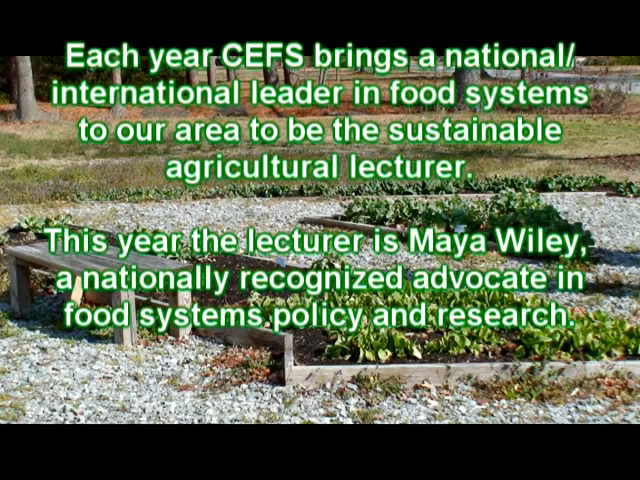 Each year CEFS brings a national/
international leader in food systems
to our area to be the sustainable
agricultural lecturer.
This year the lecturer is Maya Wiley,
a nationally recognized advocate in
food systems policy and research.